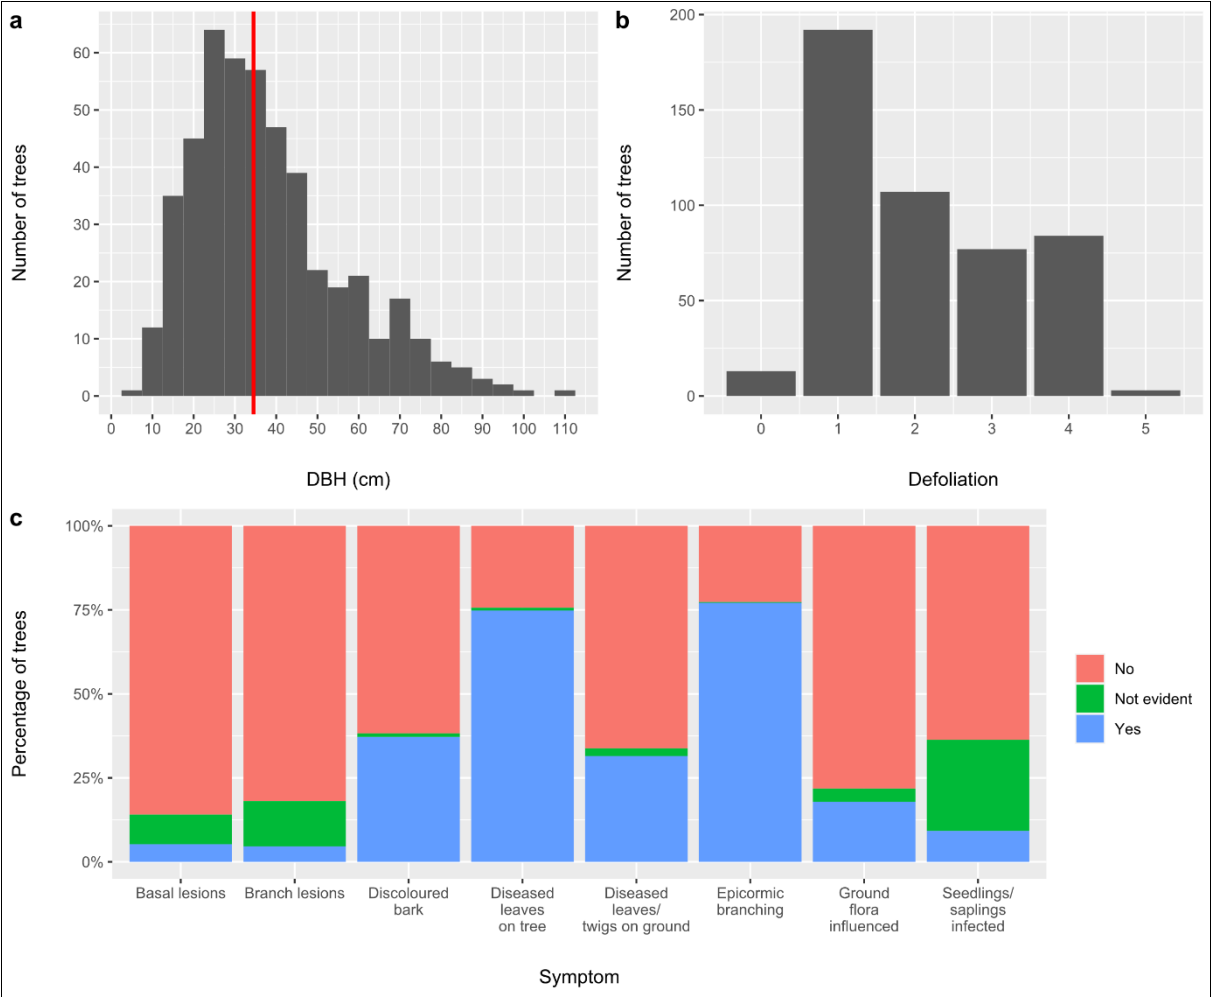 a
Number of trees
60
50
40
30
20
10
0
0 10 20 30 40 50 60 70 80 90 100 110
DBH (cm)
b
Number of trees
200
150
100
50
0
0 1 2 3 4 5
Defoliation
c
Percentage of trees
100%
75%
50%
25%
0%
Basal lesions
Branch lesions
Discoloured
bark
Diseased
leaves
on tree
Diseased
leaves/
twigs on ground
Epicormic
branching
Ground
flora
influenced
Seedlings/
saplings
infected
Symptom
No
Not evident
Yes